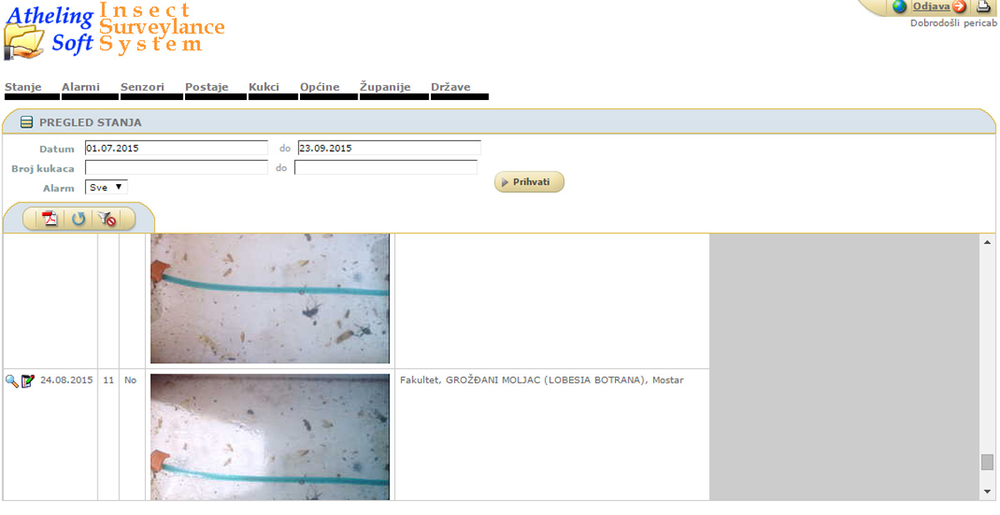 Atheling Soft
Insect
Surveylance
System
Odjava
Dobrodošli pericab
Stanje Alarmi Senzori Postaje Kukci Općine Županije Države
PREGLED STANJA
Datum 01.07.2015 do 23.09.2015
Broj kukaca do
Alarm Sve
Prihvati
24.08.2015 11 No Fakultet, GROŽĐANI MOLJAC (LOBESIA BOTRANA), Mostar